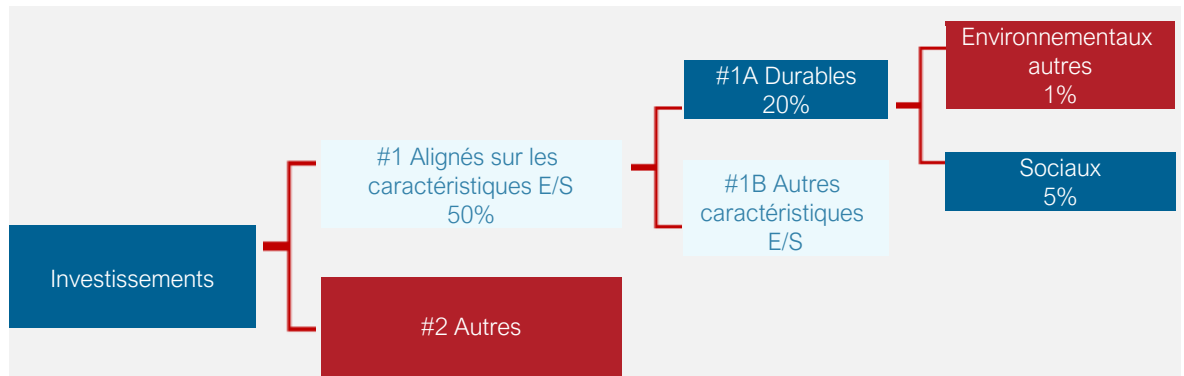 Investissements
#1 Alignés sur les
caractéristiques E/S
50%
#2 Autres
#1A Durables
20%
#1B Autres
caractéristiques
E/S
Environnementaux
autres
1%
Sociaux
5%